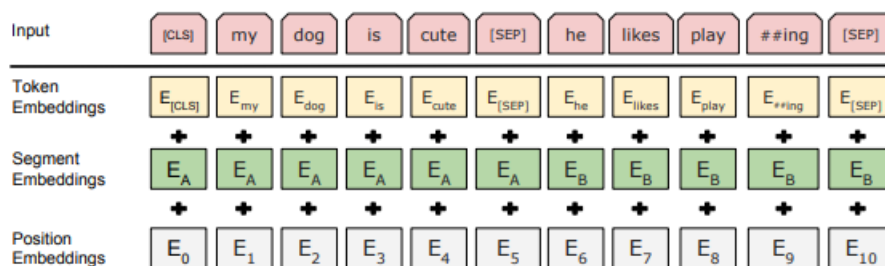 Input [CLS] my dog is cute [SEP] he likes play ##ing [SEP]
Token Embeddings E[CLS] Emy Edog Eis Ecute E[SEP] Ehe Elikes Eplay E##ing E[SEP]
+ + + + + + + + + + +
Segment Embeddings EA EA EA EA EA EA EB EB EB EB EB
+ + + + + + + + + + +
Position Embeddings E0 E1 E2 E3 E4 E5 E6 E7 E8 E9 E10